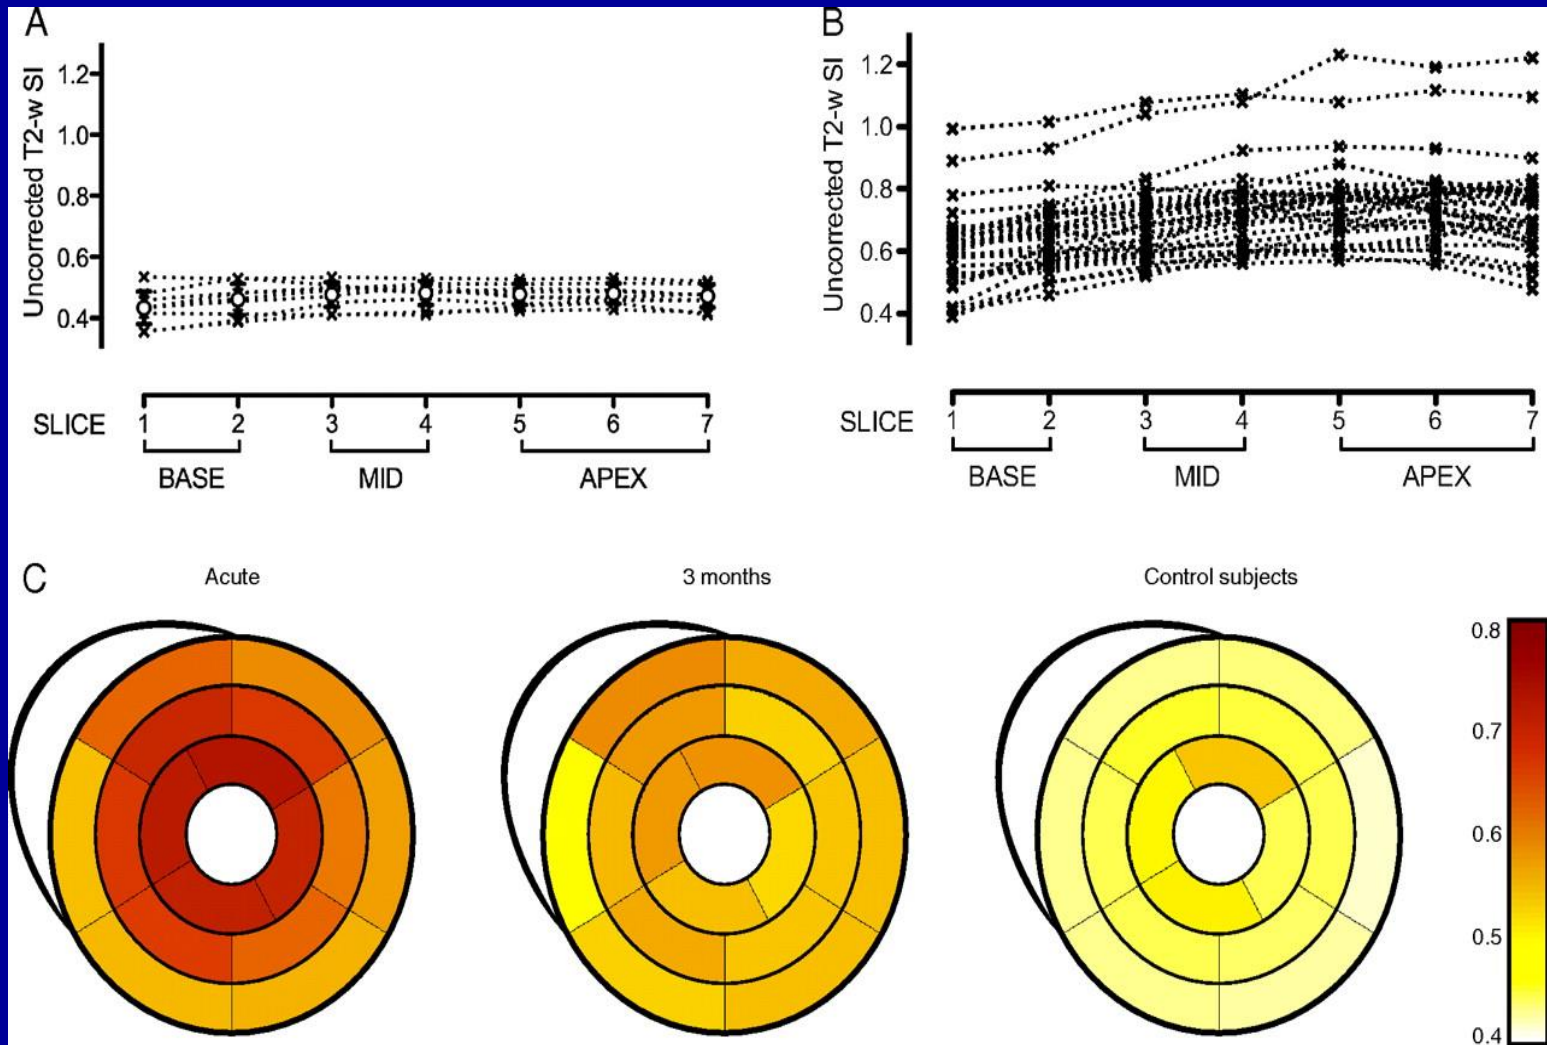 A
Uncorrected T2-w SI
1.2
1.0
0.8
0.6
0.4
SLICE 1 2 3 4 5 6 7
BASE MID APEX
B
Uncorrected T2-w SI
1.2
1.0
0.8
0.6
0.4
SLICE 1 2 3 4 5 6 7
BASE MID APEX
C
Acute 3 months Control subjects
0.8
0.7
0.6
0.5
0.4